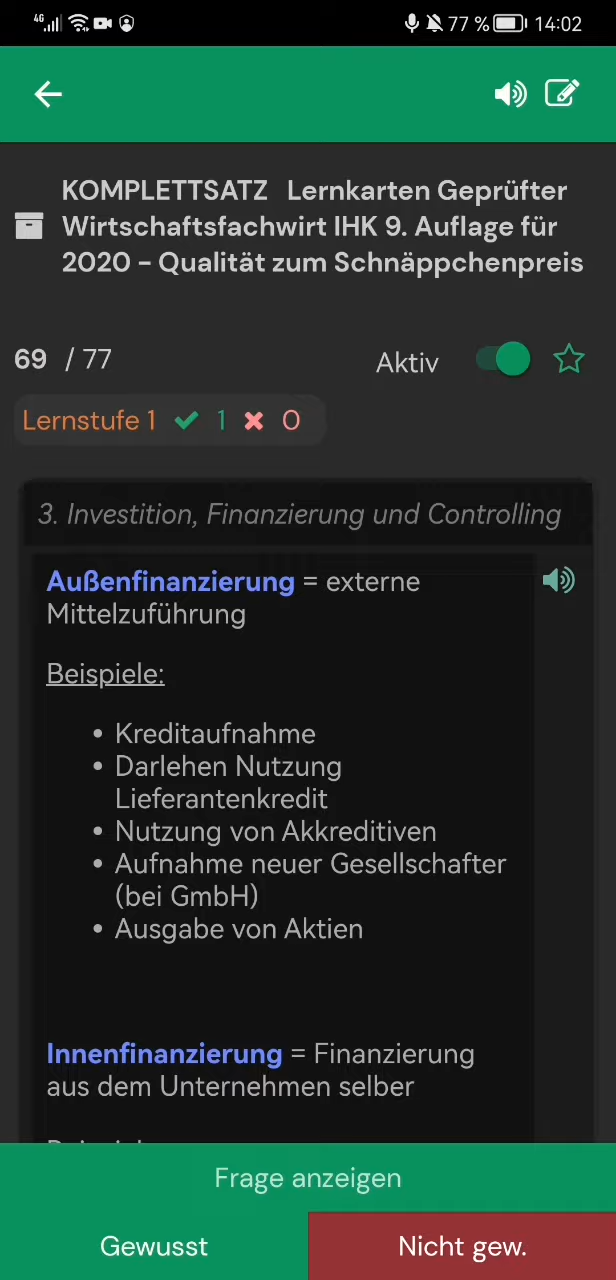 4G 77 % 14:02
KOMPLETTSATZ Lernkarten Geprüfter
Wirtschaftsfachwirt IHK 9. Auflage für
2020 – Qualität zum Schnäppchenpreis
69 / 77 Aktiv
Lernstufe 1 1 0
3. Investition, Finanzierung und Controlling
Außenfinanzierung = externe
Mittelzuführung
Beispiele:
• Kreditaufnahme
• Darlehen Nutzung
Lieferantenkredit
• Nutzung von Akkreditiven
• Aufnahme neuer Gesellschafter
(bei GmbH)
• Ausgabe von Aktien
Innenfinanzierung = Finanzierung
aus dem Unternehmen selber
Frage anzeigen
Gewusst Nicht gew.